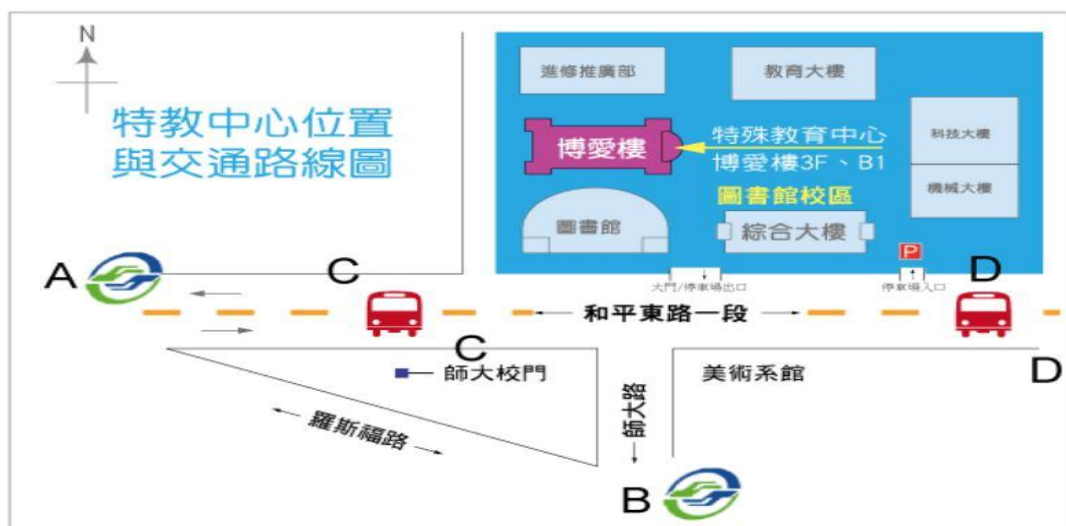 N
特教中心位置
與交通路線圖
進修推廣部
教育大樓
博愛樓
特殊教育中心
博愛樓3F、B1
科技大樓
機械大樓
圖書館校區
圖書館
綜合大樓
P
A
C
D
大門/停車場出口
停車場入口
和平東路一段
C
D
師大校門
美術系館
師大路
羅斯福路
B